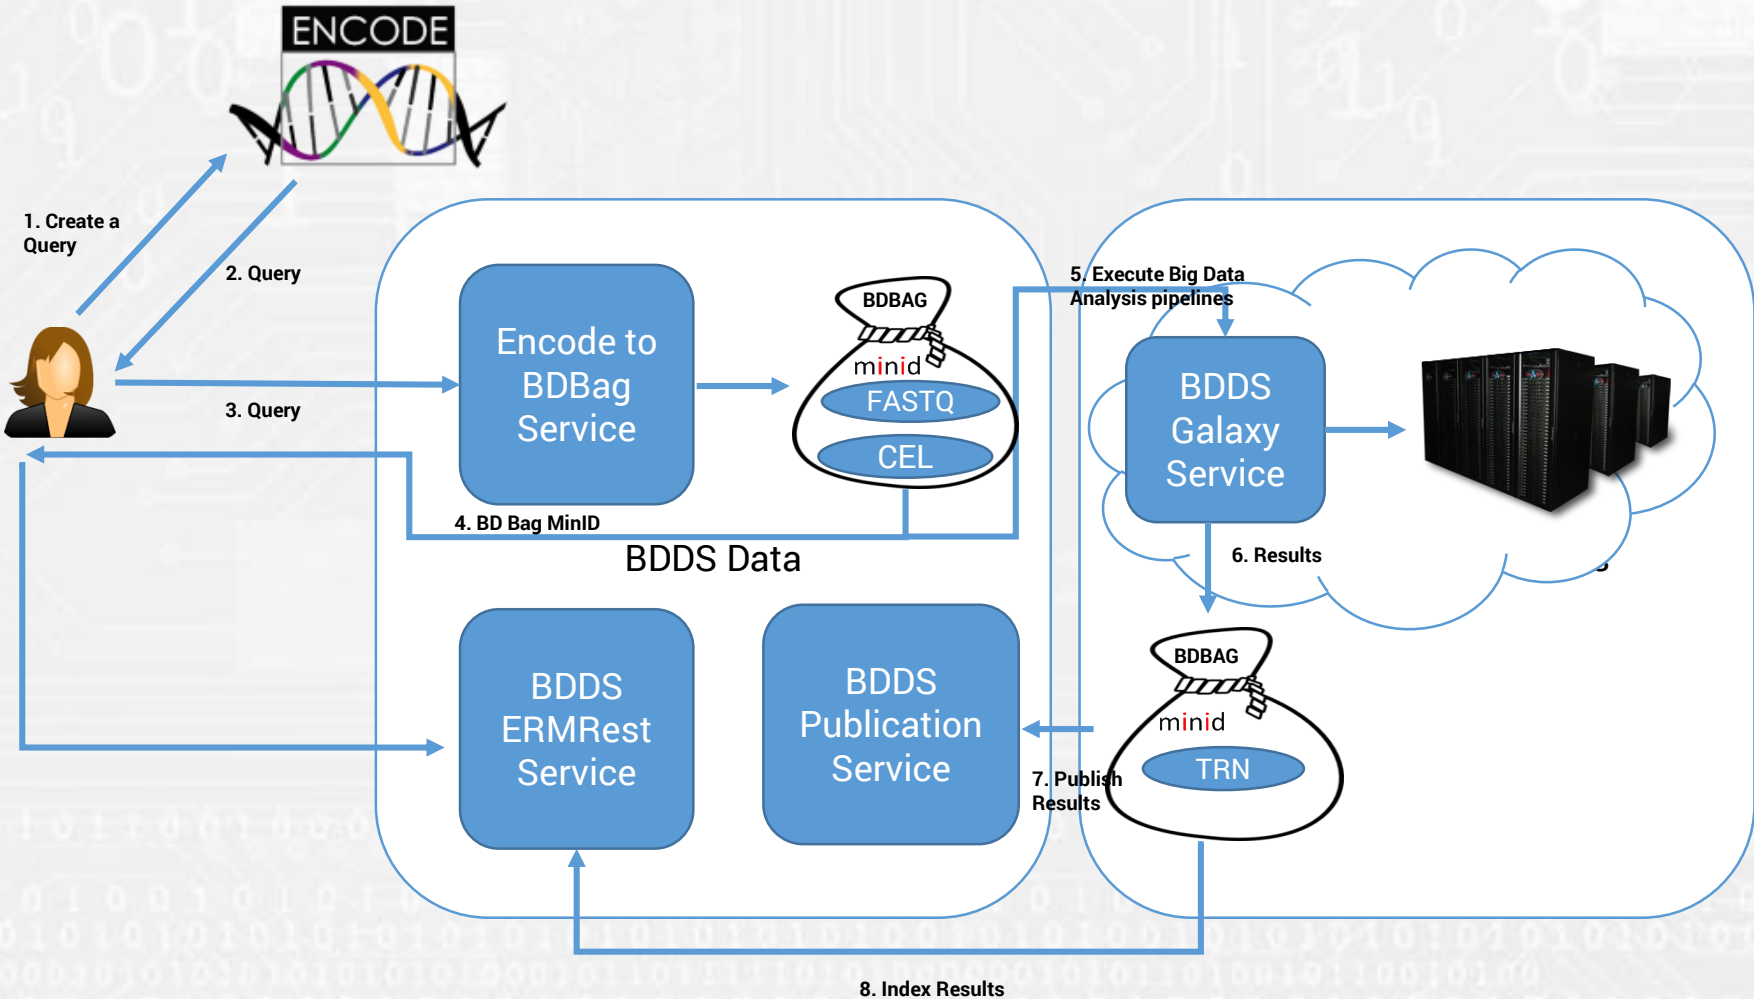 ENCODE
1. Create a
Query
2. Query
3. Query
Encode to
BDBag
Service
BDBAG
minid
FASTQ
CEL
4. BD Bag MinID
BDDS Data
5. Execute Big Data
Analysis pipelines
BDDS
Galaxy
Service
6. Results
BDDS
ERMRest
Service
BDDS
Publication
Service
BDBAG
minid
TRN
7. Publish
Results
8. Index Results